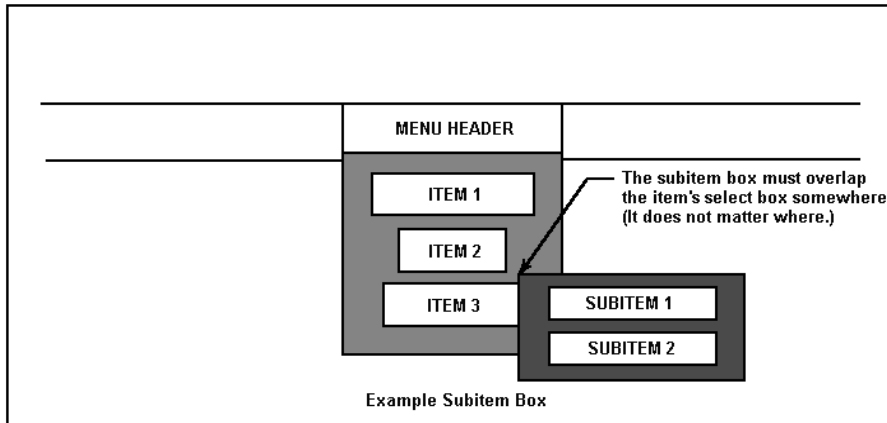 MENU HEADER
ITEM 1
ITEM 2
ITEM 3
The subitem box must overlap
the item's select box somewhere
(It does not matter where.)
SUBITEM 1
SUBITEM 2
Example Subitem Box